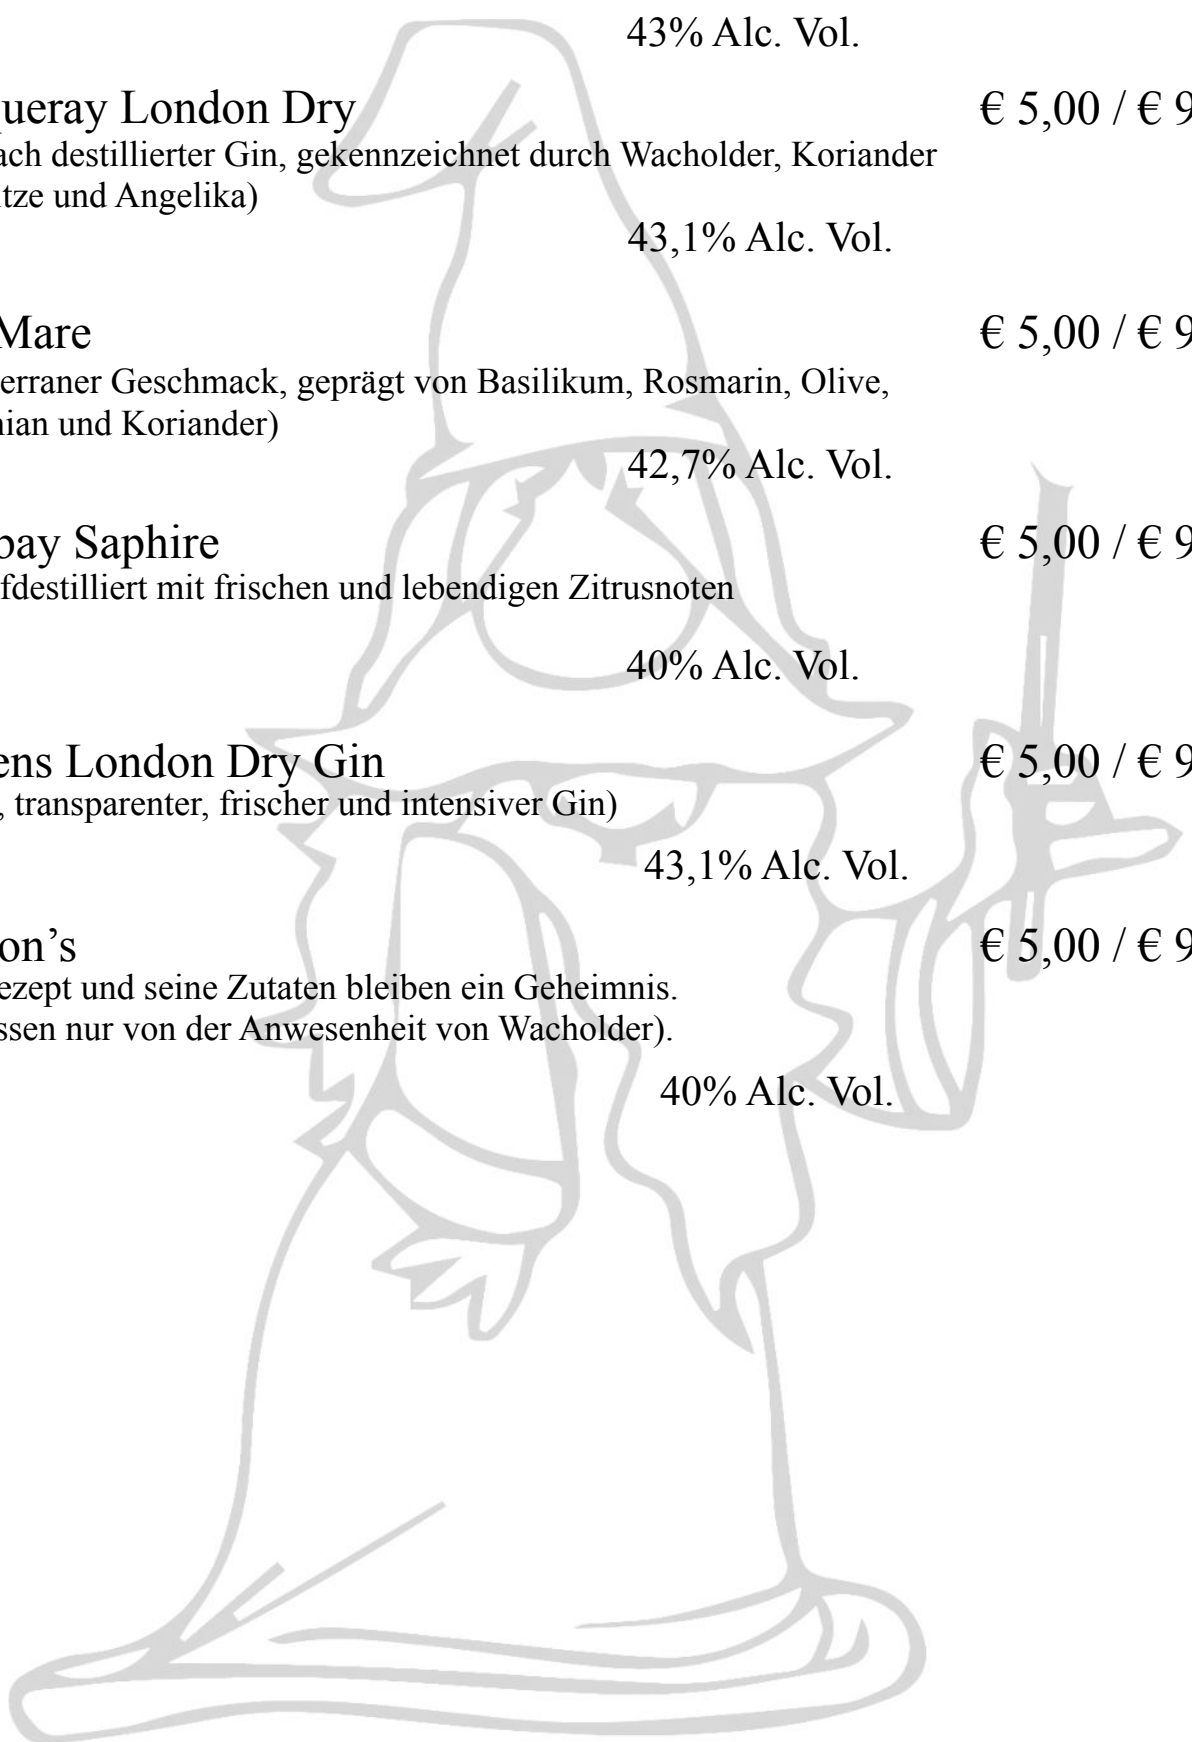 43% Alc. Vol.
ueray London Dry € 5,00 / € 9
ach destillierter Gin, gekennzeichnet durch Wacholder, Koriander
itze und Angelika)
43,1% Alc. Vol.
Mare € 5,00 / € 9
erraner Geschmack, geprägt von Basilikum, Rosmarin, Olive,
nian und Koriander)
42,7% Alc. Vol.
bay Saphire € 5,00 / € 9
fdestilliert mit frischen und lebendigen Zitrusnoten
40% Alc. Vol.
ens London Dry Gin € 5,00 / € 9
, transparenter, frischer und intensiver Gin)
43,1% Alc. Vol.
on’s € 5,00 / € 9
ezept und seine Zutaten bleiben ein Geheimnis.
ssen nur von der Anwesenheit von Wacholder).
40% Alc. Vol.